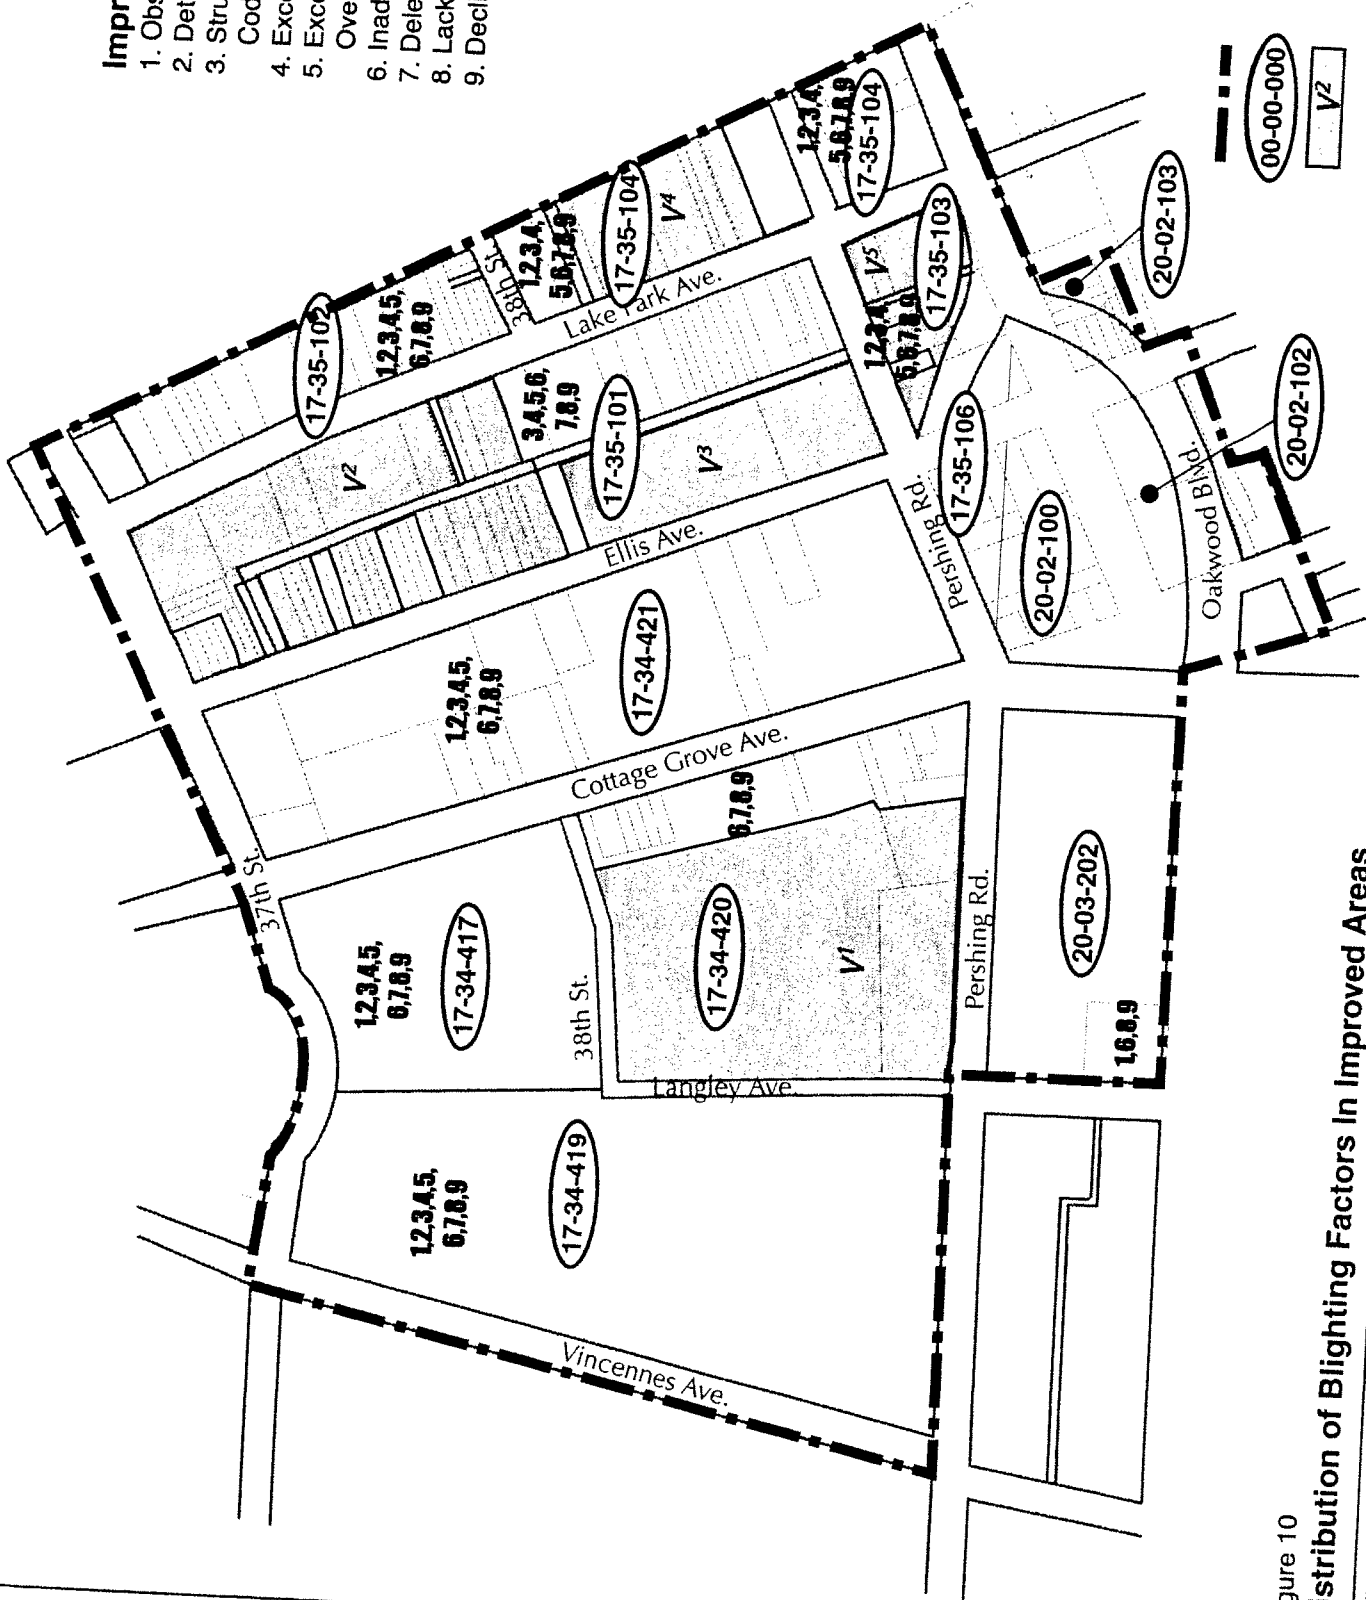 Impr
1. Obs
2. Det
3. Stru
Cod
4. Exce
5. Exce
Ove
6. Inad
7. Dele
8. Lack
9. Decli
00-00-000
V²
37th St.
Vincennes Ave.
1,2,3,4,5,
6,7,8,9
17-34-419
1,2,3,4,5,
6,7,8,9
17-34-417
38th St.
Langley Ave.
17-34-420
V¹
6,7,8,9
Cottage Grove Ave.
1,2,3,4,5,
6,7,8,9
17-34-421
Ellis Ave.
V²
3,4,5,6,
7,8,9
17-35-101
V³
17-35-102
1,2,3,4,5,
6,7,8,9
38th St.
Lake Park Ave.
1,2,3,4,
5,6,7,8,9
17-35-104
V⁴
1,2,3,4,
5,6,7,8,9
17-35-104
V⁵
17-35-103
1,2,3,4,
5,6,7,8,9
Pershing Rd.
17-35-106
20-02-100
Oakwood Blvd.
20-02-103
20-02-102
Pershing Rd.
20-03-202
1,6,8,9
gure 10
stribution of Blighting Factors In Improved Areas